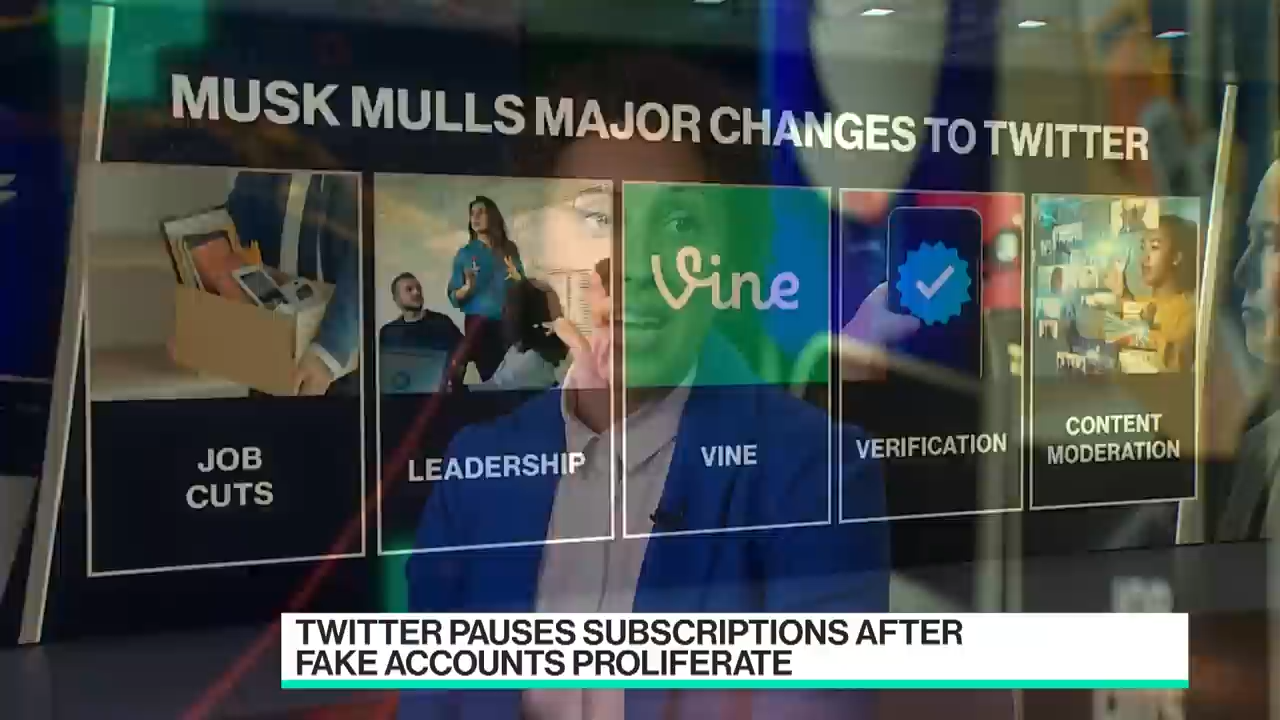 MUSK MULLS MAJOR CHANGES TO TWITTER
vine
JOB
CUTS
LEADERSHIP
VINE
VERIFICATION
CONTENT
MODERATION
TWITTER PAUSES SUBSCRIPTIONS AFTER
FAKE ACCOUNTS PROLIFERATE